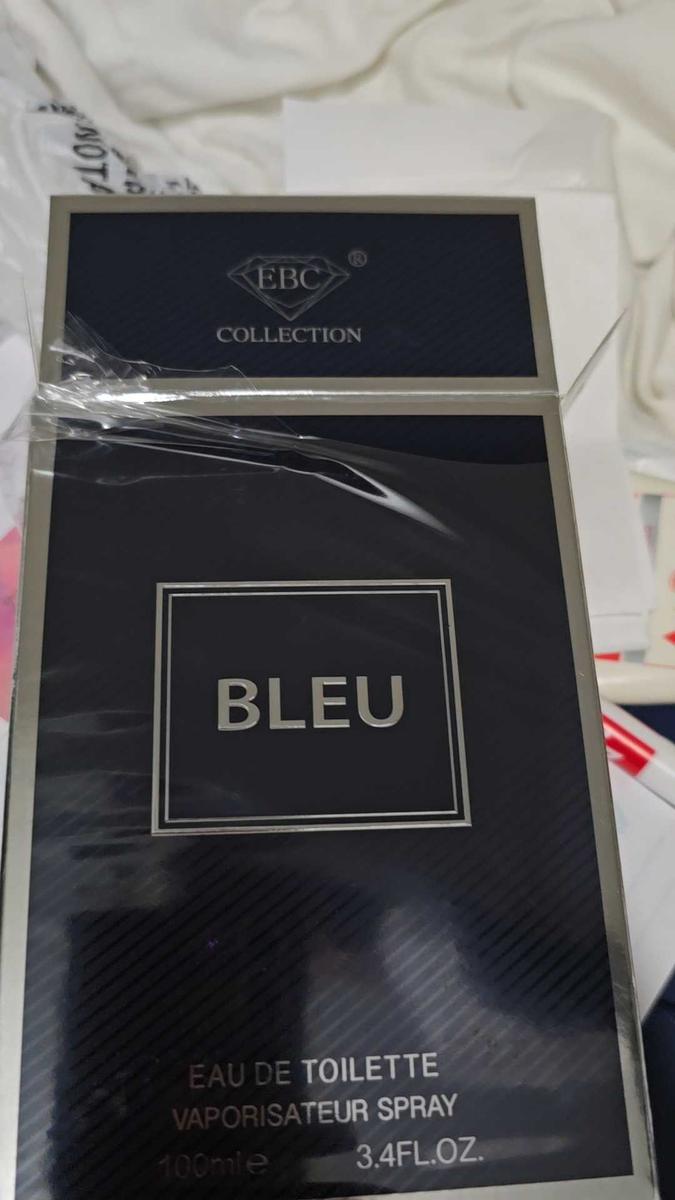 EBC®
COLLECTION
BLEU
EAU DE TOILETTE
VAPORISATEUR SPRAY
100ml e 3.4FL.OZ.